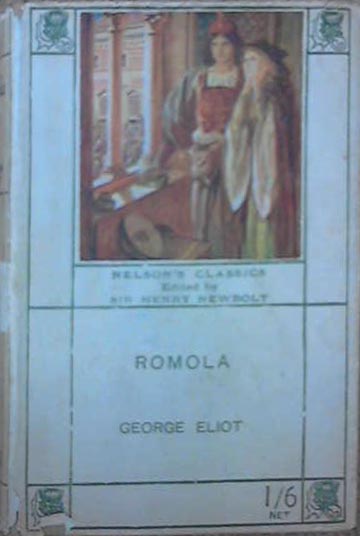 NELSON'S CLASSICS
Edited by
SIR HENRY NEWBOLT
ROMOLA
GEORGE ELIOT
1/6
NET